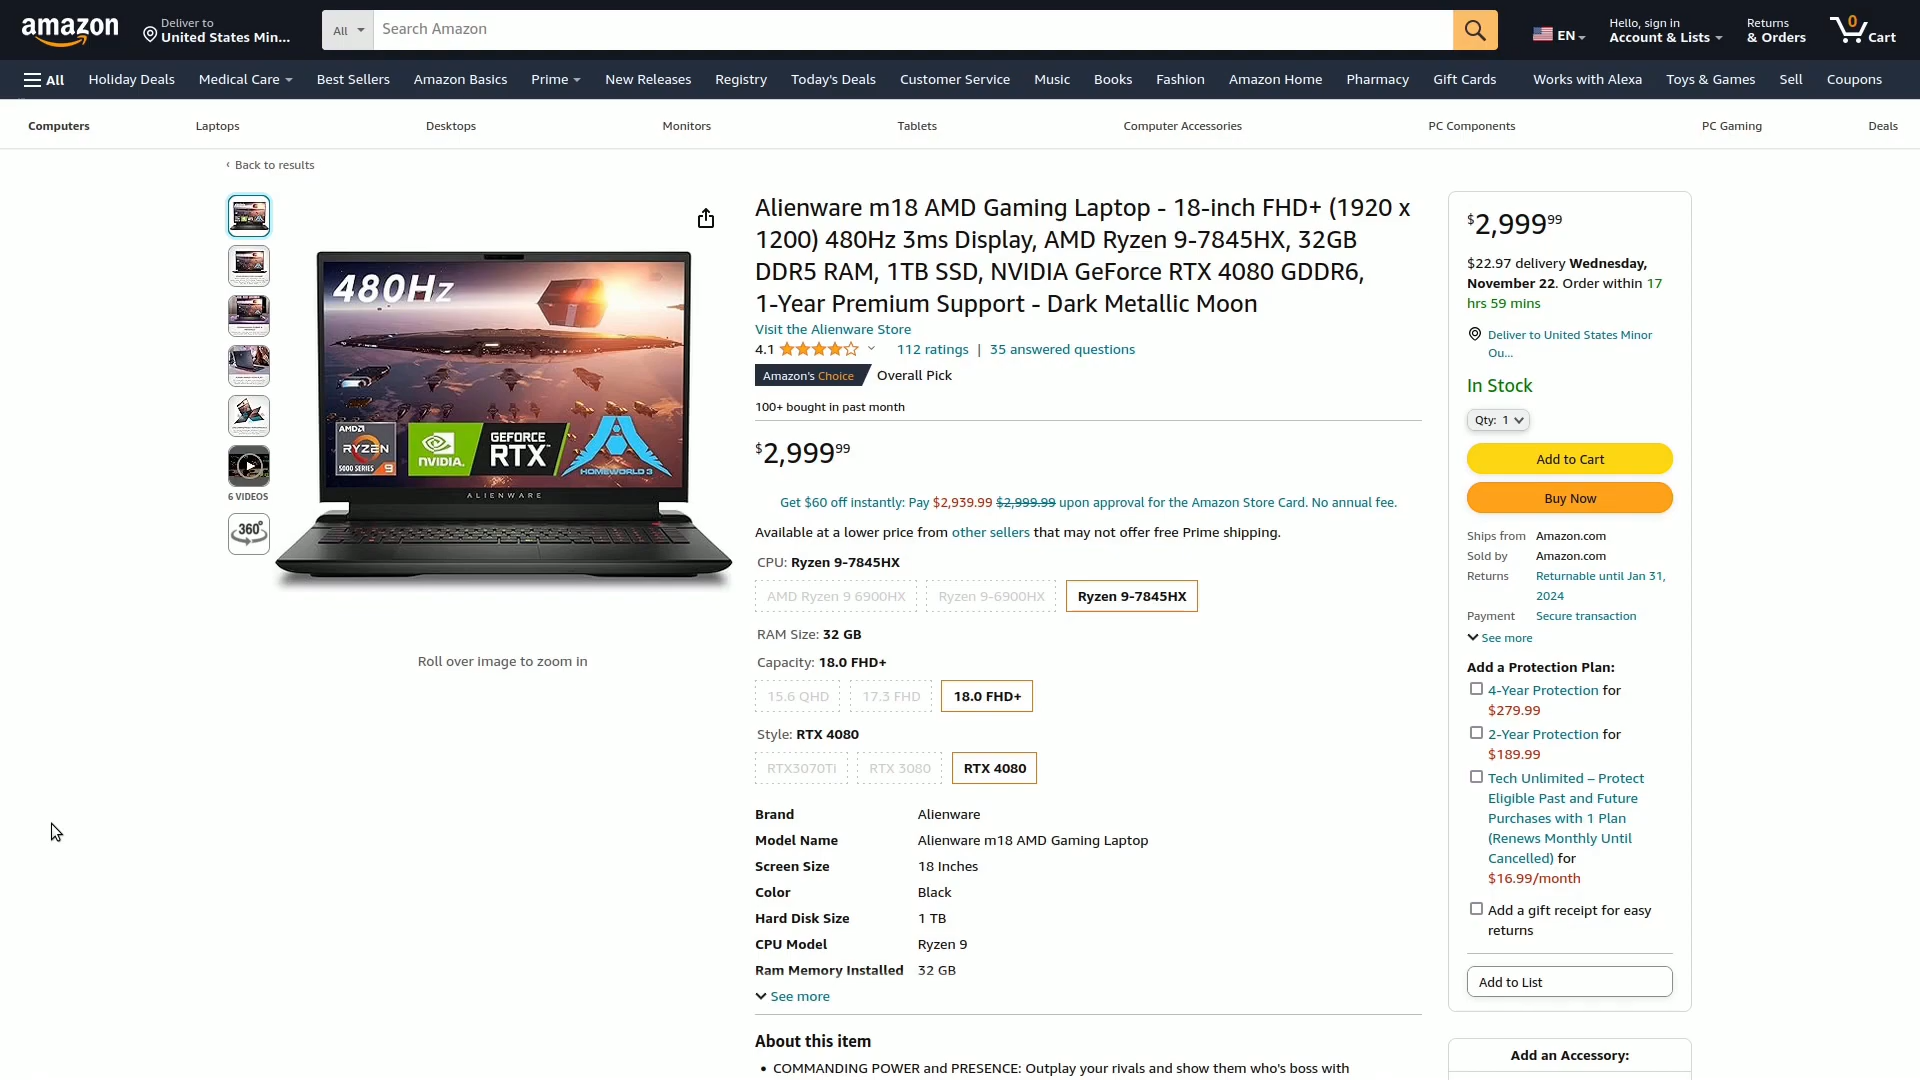 amazon
Deliver to
United States Min...
All
Search Amazon
EN
Hello, sign in
Account & Lists
Returns
& Orders
0
Cart
All
Holiday Deals
Medical Care
Best Sellers
Amazon Basics
Prime
New Releases
Registry
Today's Deals
Customer Service
Music
Books
Fashion
Amazon Home
Pharmacy
Gift Cards
Works with Alexa
Toys & Games
Sell
Coupons
Computers
Laptops
Desktops
Monitors
Tablets
Computer Accessories
PC Components
PC Gaming
Deals
‹ Back to results
6 VIDEOS
360°
480Hz
AMD
RYZEN
5000 SERIES 9
NVIDIA.
GEFORCE
RTX™
HOMEWORLD 3
ALIENWARE
Roll over image to zoom in
Alienware m18 AMD Gaming Laptop - 18-inch FHD+ (1920 x
1200) 480Hz 3ms Display, AMD Ryzen 9-7845HX, 32GB
DDR5 RAM, 1TB SSD, NVIDIA GeForce RTX 4080 GDDR6,
1-Year Premium Support - Dark Metallic Moon
Visit the Alienware Store
4.1
112 ratings | 35 answered questions
Amazon's Choice
Overall Pick
100+ bought in past month
$2,99999
Get $60 off instantly: Pay $2,939.99 $2,999.99 upon approval for the Amazon Store Card. No annual fee.
Available at a lower price from other sellers that may not offer free Prime shipping.
CPU: Ryzen 9-7845HX
AMD Ryzen 9 6900HX
Ryzen 9-6900HX
Ryzen 9-7845HX
RAM Size: 32 GB
Capacity: 18.0 FHD+
15.6 QHD
17.3 FHD
18.0 FHD+
Style: RTX 4080
RTX3070TI
RTX 3080
RTX 4080
Brand Alienware
Model Name Alienware m18 AMD Gaming Laptop
Screen Size 18 Inches
Color Black
Hard Disk Size 1 TB
CPU Model Ryzen 9
Ram Memory Installed 32 GB
See more
About this item
• COMMANDING POWER and PRESENCE: Outplay your rivals and show them who's boss with
$2,99999
$22.97 delivery Wednesday,
November 22. Order within 17
hrs 59 mins
Deliver to United States Minor
Ou...
In Stock
Qty: 1
Add to Cart
Buy Now
Ships from Amazon.com
Sold by Amazon.com
Returns Returnable until Jan 31,
2024
Payment Secure transaction
See more
Add a Protection Plan:
4-Year Protection for
$279.99
2-Year Protection for
$189.99
Tech Unlimited – Protect
Eligible Past and Future
Purchases with 1 Plan
(Renews Monthly Until
Cancelled) for
$16.99/month
Add a gift receipt for easy
returns
Add to List
Add an Accessory: